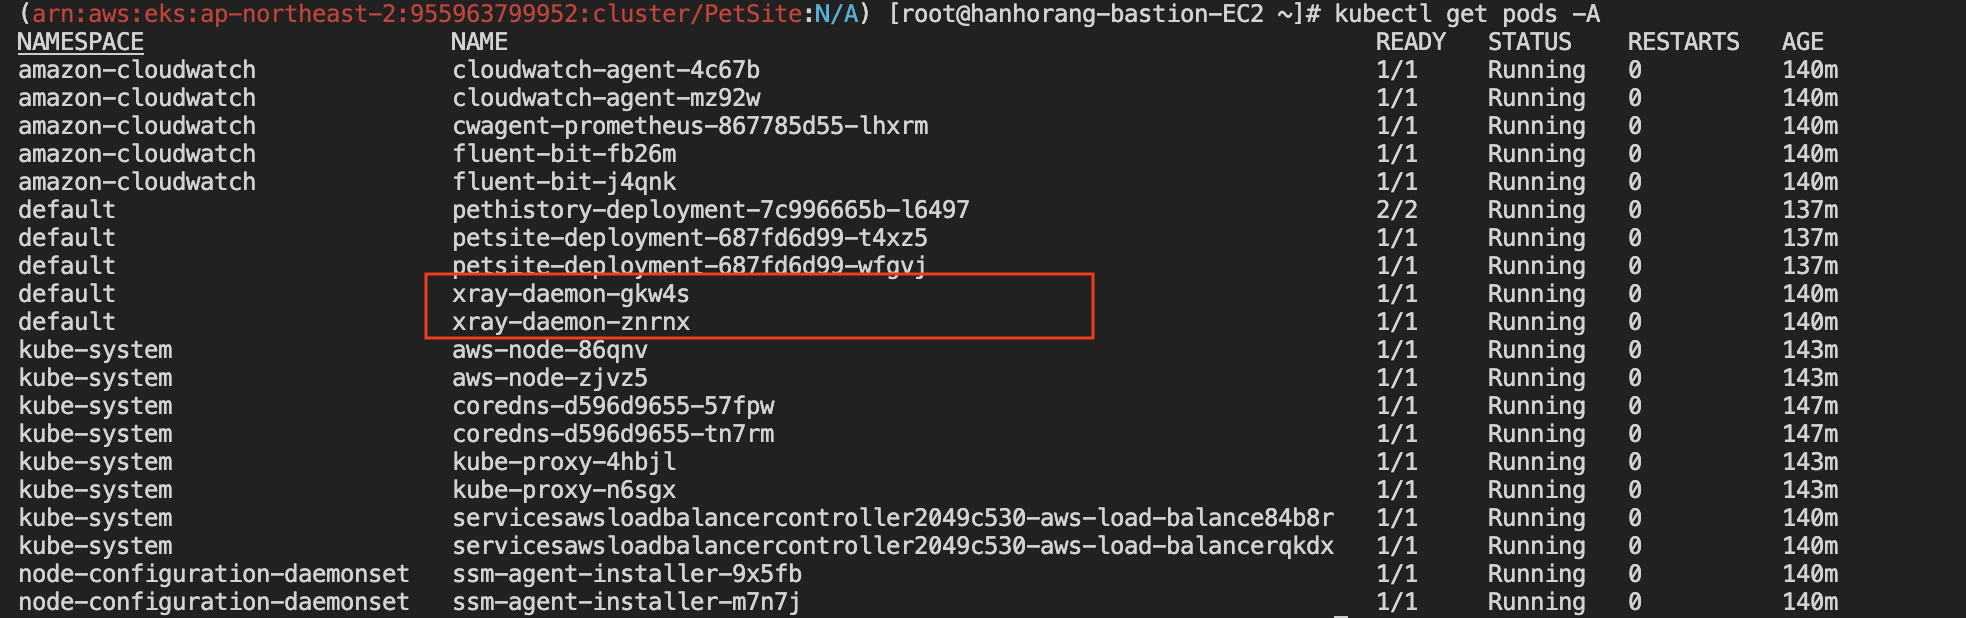 (arn:aws:eks:ap-northeast-2:955963799952:cluster/PetSite:N/A) [root@hanhorang-bastion-EC2 ~]# kubectl get pods -A
NAMESPACE NAME READY STATUS RESTARTS AGE
amazon-cloudwatch cloudwatch-agent-4c67b 1/1 Running 0 140m
amazon-cloudwatch cloudwatch-agent-mz92w 1/1 Running 0 140m
amazon-cloudwatch cwagent-prometheus-867785d55-lhxrm 1/1 Running 0 140m
amazon-cloudwatch fluent-bit-fb26m 1/1 Running 0 140m
amazon-cloudwatch fluent-bit-j4qnk 1/1 Running 0 140m
default pethistory-deployment-7c996665b-l6497 2/2 Running 0 137m
default petsite-deployment-687fd6d99-t4xz5 1/1 Running 0 137m
default petsite-deployment-687fd6d99-wfgvj 1/1 Running 0 137m
default xray-daemon-gkw4s 1/1 Running 0 140m
default xray-daemon-znrnx 1/1 Running 0 140m
kube-system aws-node-86qnv 1/1 Running 0 143m
kube-system aws-node-zjvz5 1/1 Running 0 143m
kube-system coredns-d596d9655-57fpw 1/1 Running 0 147m
kube-system coredns-d596d9655-tn7rm 1/1 Running 0 147m
kube-system kube-proxy-4hbjl 1/1 Running 0 143m
kube-system kube-proxy-n6sgx 1/1 Running 0 143m
kube-system servicesawsloadbalancercontroller2049c530-aws-load-balance84b8r 1/1 Running 0 140m
kube-system servicesawsloadbalancercontroller2049c530-aws-load-balancerqkdx 1/1 Running 0 140m
node-configuration-daemonset ssm-agent-installer-9x5fb 1/1 Running 0 140m
node-configuration-daemonset ssm-agent-installer-m7n7j 1/1 Running 0 140m